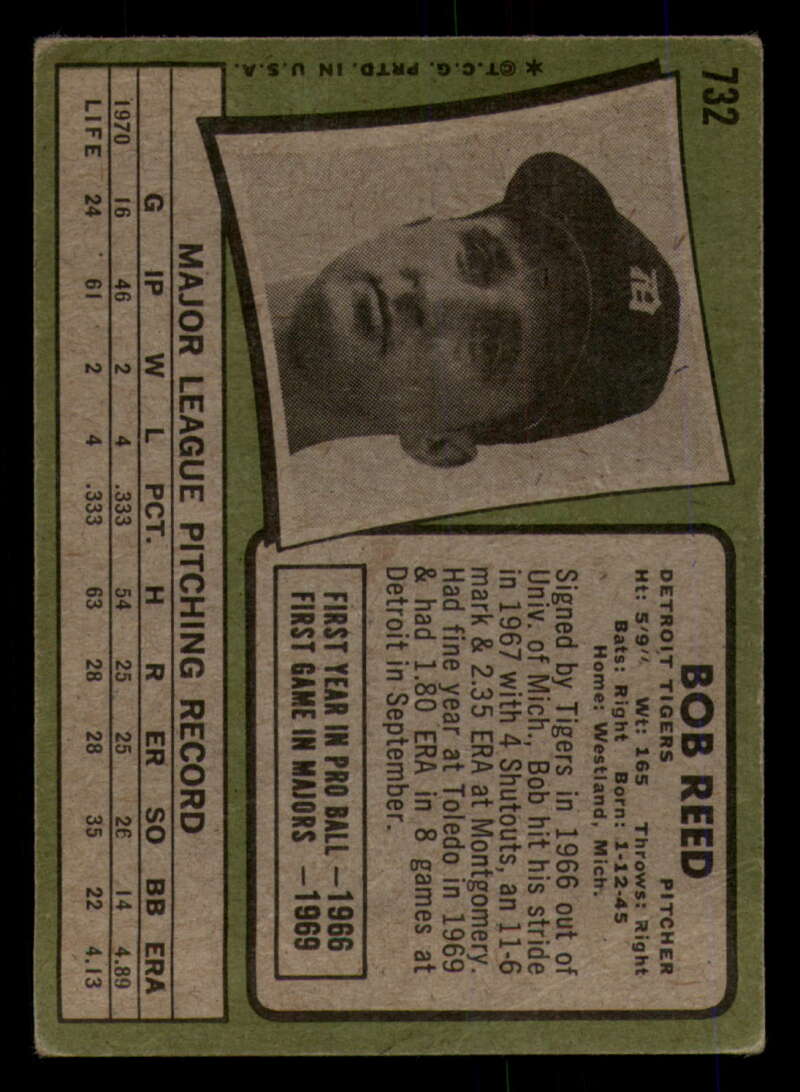 732
*©T.C.G. PRTD. IN U.S.A.
BOB REED
DETROIT TIGERS PITCHER
Ht: 5'9" Wt: 165 Throws: Right
Bats: Right Born: 1-12-45
Home: Westland, Mich.
Signed by Tigers in 1966 out of
Univ. of Mich., Bob hit his stride
in 1967 with 4 Shutouts, an 11-6
mark & 2.35 ERA at Montgomery.
Had fine year at Toledo in 1969
& had 1.80 ERA in 8 games at
Detroit in September.
FIRST YEAR IN PRO BALL —1966
FIRST GAME IN MAJORS —1969
D
MAJOR LEAGUE PITCHING RECORD
G IP W L PCT. H R ER SO BB ERA
1970 16 46 2 4 .333 54 25 25 26 14 4.89
LIFE 24 61 2 4 .333 63 28 28 35 22 4.13